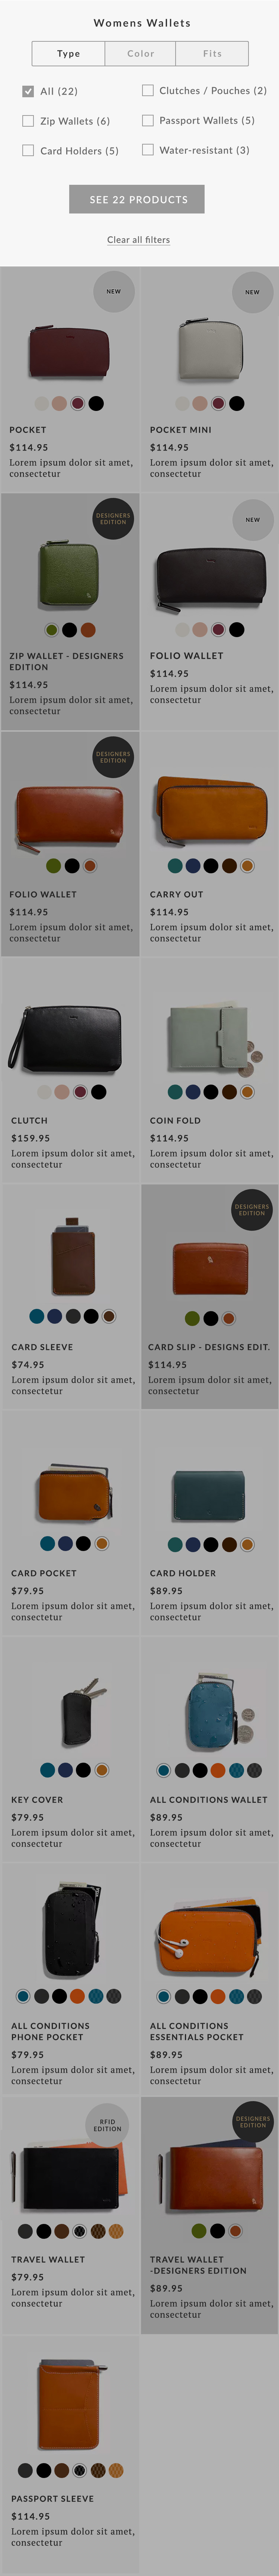 Womens Wallets
Type
Color
Fits
All (22)
Clutches / Pouches (2)
Zip Wallets (6)
Passport Wallets (5)
Card Holders (5)
Water-resistant (3)
SEE 22 PRODUCTS
Clear all filters
NEW
POCKET
$114.95
Lorem ipsum dolor sit amet,
consectetur
NEW
POCKET MINI
$114.95
Lorem ipsum dolor sit amet,
consectetur
DESIGNERS
EDITION
ZIP WALLET - DESIGNERS
EDITION
$114.95
Lorem ipsum dolor sit amet,
consectetur
NEW
FOLIO WALLET
$114.95
Lorem ipsum dolor sit amet,
consectetur
DESIGNERS
EDITION
FOLIO WALLET
$114.95
Lorem ipsum dolor sit amet,
consectetur
CARRY OUT
$114.95
Lorem ipsum dolor sit amet,
consectetur
CLUTCH
$159.95
Lorem ipsum dolor sit amet,
consectetur
COIN FOLD
$114.95
Lorem ipsum dolor sit amet,
consectetur
CARD SLEEVE
$74.95
Lorem ipsum dolor sit amet,
consectetur
DESIGNERS
EDITION
CARD SLIP - DESIGNS EDIT.
$114.95
Lorem ipsum dolor sit amet,
consectetur
CARD POCKET
$79.95
Lorem ipsum dolor sit amet,
consectetur
CARD HOLDER
$89.95
Lorem ipsum dolor sit amet,
consectetur
KEY COVER
$79.95
Lorem ipsum dolor sit amet,
consectetur
ALL CONDITIONS WALLET
$89.95
Lorem ipsum dolor sit amet,
consectetur
ALL CONDITIONS
PHONE POCKET
$79.95
Lorem ipsum dolor sit amet,
consectetur
ALL CONDITIONS
ESSENTIALS POCKET
$89.95
Lorem ipsum dolor sit amet,
consectetur
RFID
EDITION
TRAVEL WALLET
$79.95
Lorem ipsum dolor sit amet,
consectetur
DESIGNERS
EDITION
TRAVEL WALLET
-DESIGNERS EDITION
$89.95
Lorem ipsum dolor sit amet,
consectetur
PASSPORT SLEEVE
$114.95
Lorem ipsum dolor sit amet,
consectetur